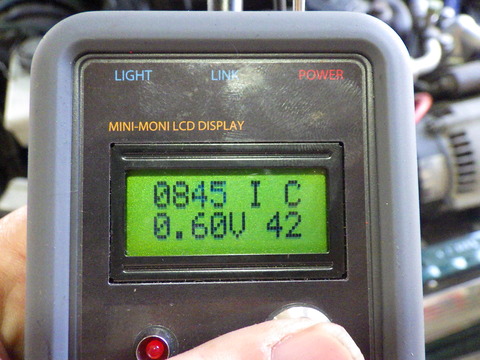 LIGHT LINK POWER
MINI-MONI LCD DISPLAY
0845 I C
0.60V 42